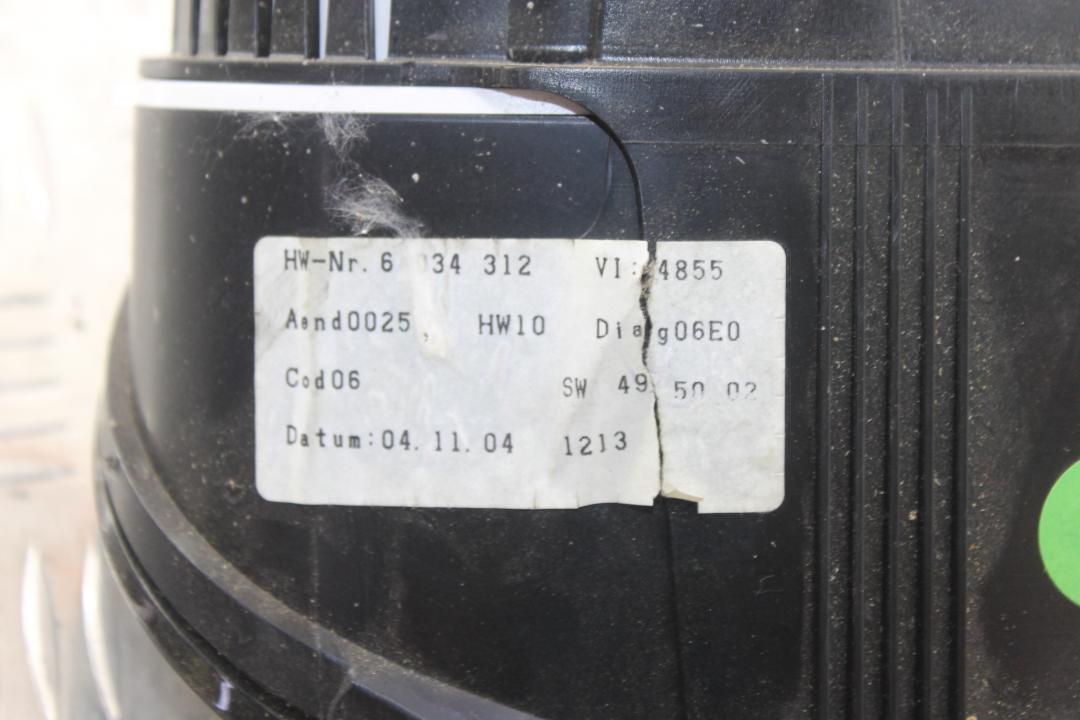 HW-Nr. 6 34 312 VI: 4855
Aend0025, HW10 Diag06E0
Cod06 SW 49 50 02
Datum:04.11.04 1213